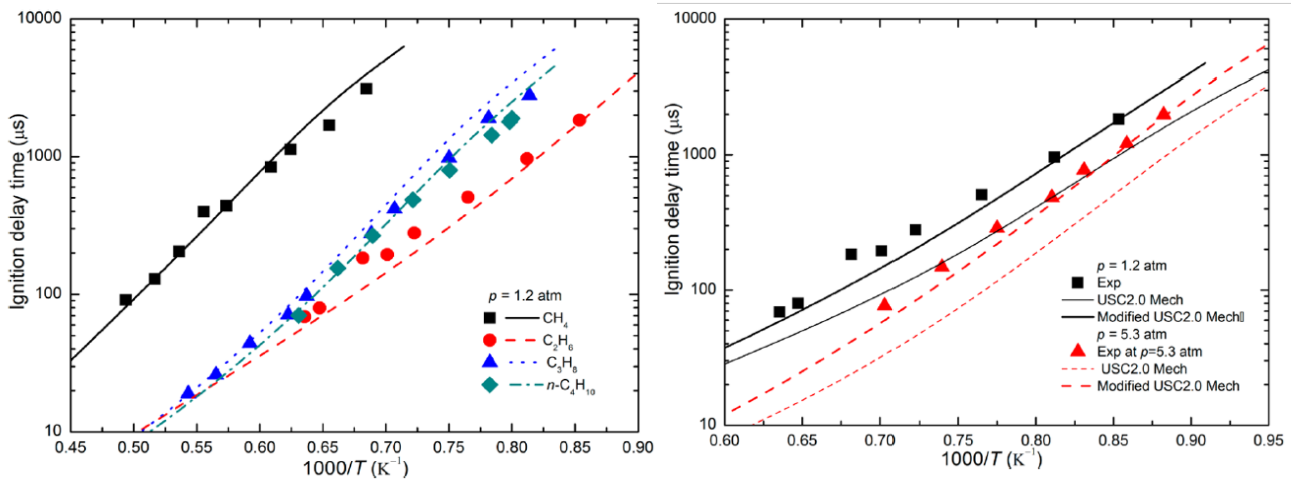 10000
1000
100
10
Ignition delay time (μs)
p = 1.2 atm
CH4
C2H6
C3H8
n-C4H10
0.45 0.50 0.55 0.60 0.65 0.70 0.75 0.80 0.85 0.90
1000/T (K⁻¹)
10000
1000
100
10
Ignition delay time (μs)
p = 1.2 atm
Exp
USC2.0 Mech
Modified USC2.0 Mech▯
p = 5.3 atm
Exp at p=5.3 atm
USC2.0 Mech
Modified USC2.0 Mech
0.60 0.65 0.70 0.75 0.80 0.85 0.90 0.95
1000/T (K⁻¹)